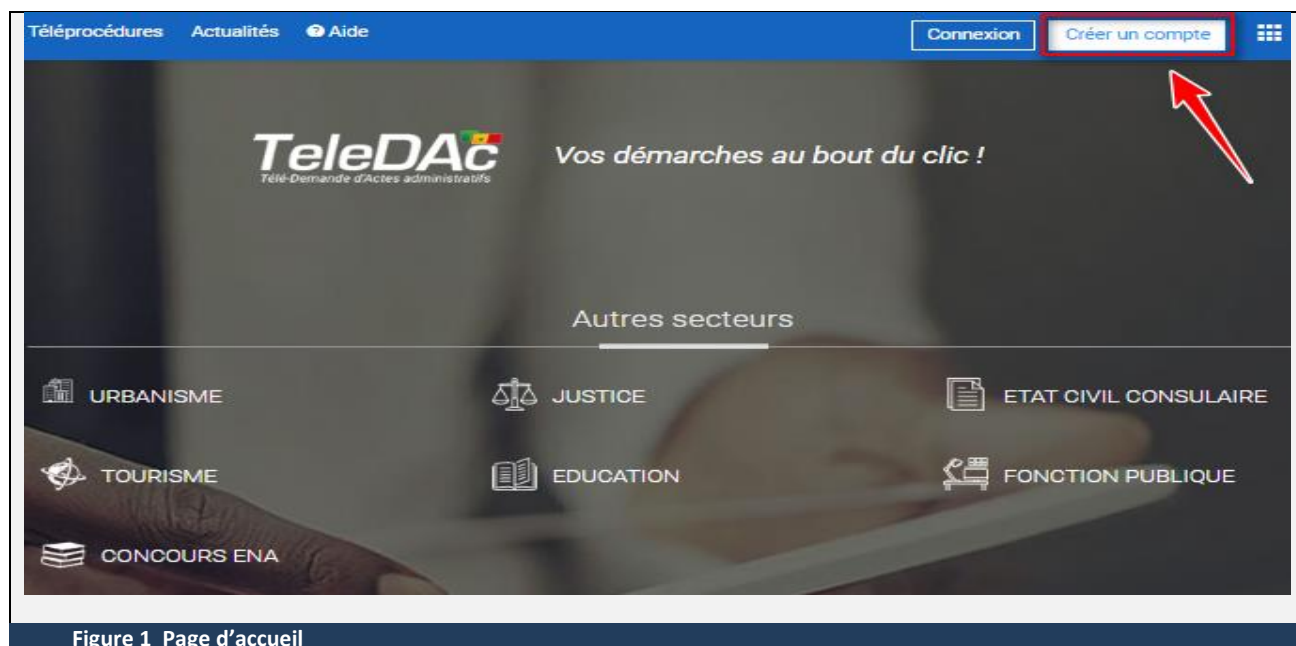 Téléprocédures Actualités Aide Connexion Créer un compte
TeleDAc Vos démarches au bout du clic !
Télé-Demande d'Actes administratifs
Autres secteurs
URBANISME JUSTICE ETAT CIVIL CONSULAIRE
TOURISME EDUCATION FONCTION PUBLIQUE
CONCOURS ENA
Figure 1 Page d'accueil